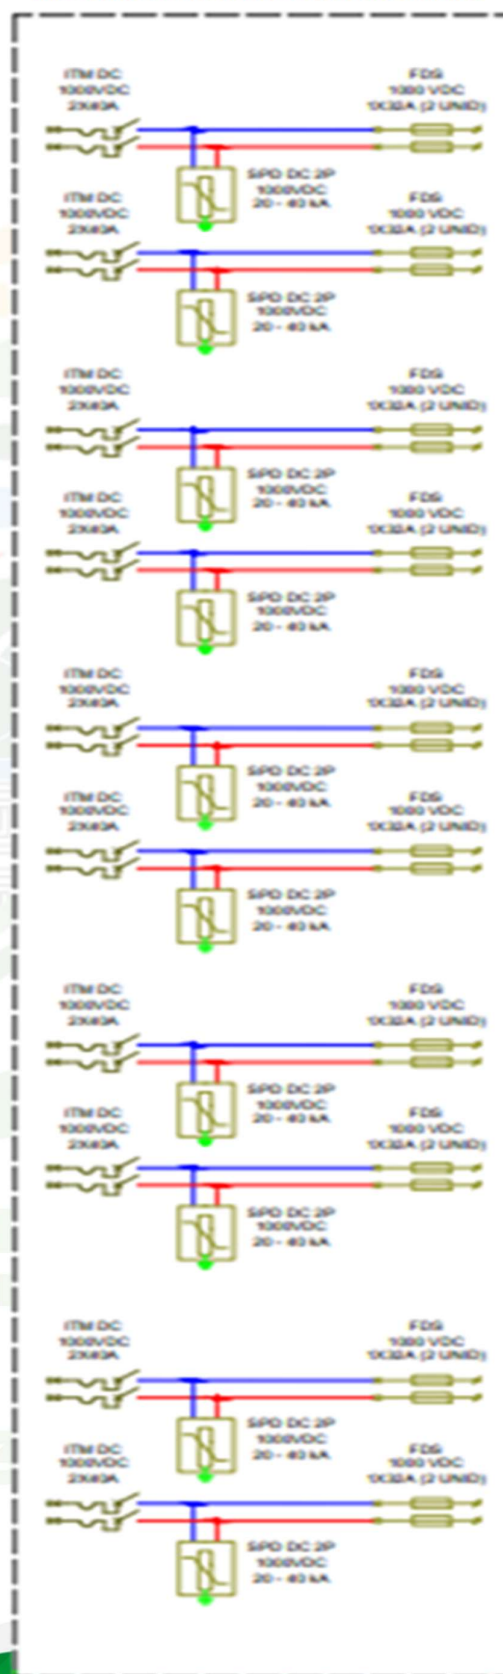 ITM DC
1000VDC
2X40A
FDS
1000 VDC
1X32A (2 UNID)
SPD DC 2P
1000VDC
20 - 40 kA
ITM DC
1000VDC
2X40A
FDS
1000 VDC
1X32A (2 UNID)
SPD DC 2P
1000VDC
20 - 40 kA
ITM DC
1000VDC
2X40A
FDS
1000 VDC
1X32A (2 UNID)
SPD DC 2P
1000VDC
20 - 40 kA
ITM DC
1000VDC
2X40A
FDS
1000 VDC
1X32A (2 UNID)
SPD DC 2P
1000VDC
20 - 40 kA
ITM DC
1000VDC
2X40A
FDS
1000 VDC
1X32A (2 UNID)
SPD DC 2P
1000VDC
20 - 40 kA
ITM DC
1000VDC
2X40A
FDS
1000 VDC
1X32A (2 UNID)
SPD DC 2P
1000VDC
20 - 40 kA
ITM DC
1000VDC
2X40A
FDS
1000 VDC
1X32A (2 UNID)
SPD DC 2P
1000VDC
20 - 40 kA
ITM DC
1000VDC
2X40A
FDS
1000 VDC
1X32A (2 UNID)
SPD DC 2P
1000VDC
20 - 40 kA
ITM DC
1000VDC
2X40A
FDS
1000 VDC
1X32A (2 UNID)
SPD DC 2P
1000VDC
20 - 40 kA
ITM DC
1000VDC
2X40A
FDS
1000 VDC
1X32A (2 UNID)
SPD DC 2P
1000VDC
20 - 40 kA